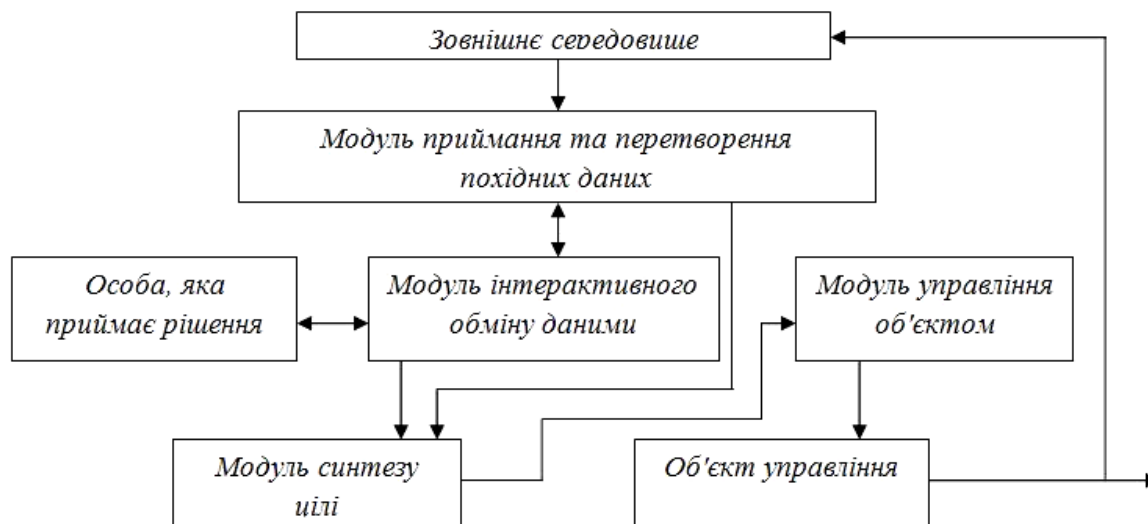 Зовнішнє середовище
Модуль приймання та перетворення
похідних даних
Особа, яка
приймає рішення
Модуль інтерактивного
обміну даними
Модуль управління
об'єктом
Модуль синтезу
цілі
Об'єкт управління